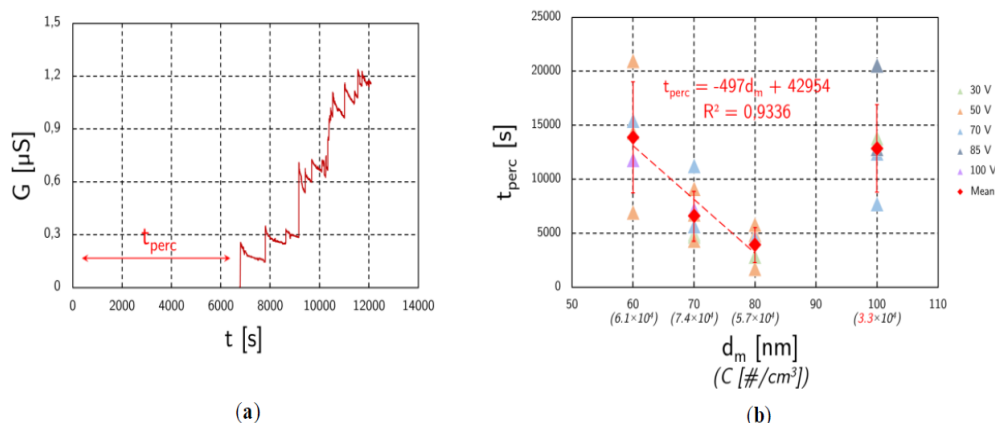 1,5
1,2
0,9
0,6
0,3
0
G [µS]
t_perc
0 2000 4000 6000 8000 10000 12000 14000
t [s]
(a)
25000
20000
15000
10000
5000
0
t_perc [s]
t_perc = -497d_m + 42954
R² = 0.9336
50 60 70 80 90 100 110
(6.1×10⁴) (7.4×10⁴) (5.7×10⁴) (3.3×10⁴)
d_m [nm]
(C [#/cm³])
30 V
50 V
70 V
85 V
100 V
Mean
(b)